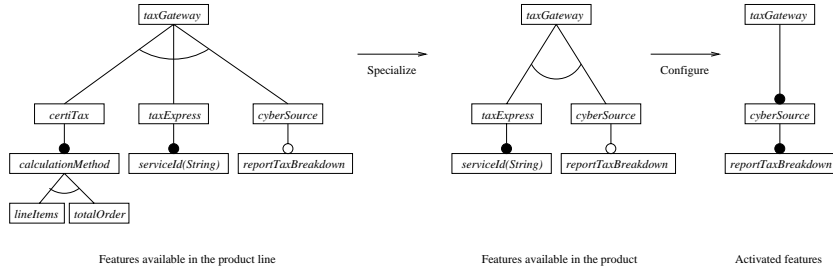 taxGateway
certiTax
taxExpress
cyberSource
calculationMethod
serviceId(String)
reportTaxBreakdown
lineItems
totalOrder
Features available in the product line
Specialize
taxGateway
taxExpress
cyberSource
serviceId(String)
reportTaxBreakdown
Features available in the product
Configure
taxGateway
cyberSource
reportTaxBreakdown
Activated features